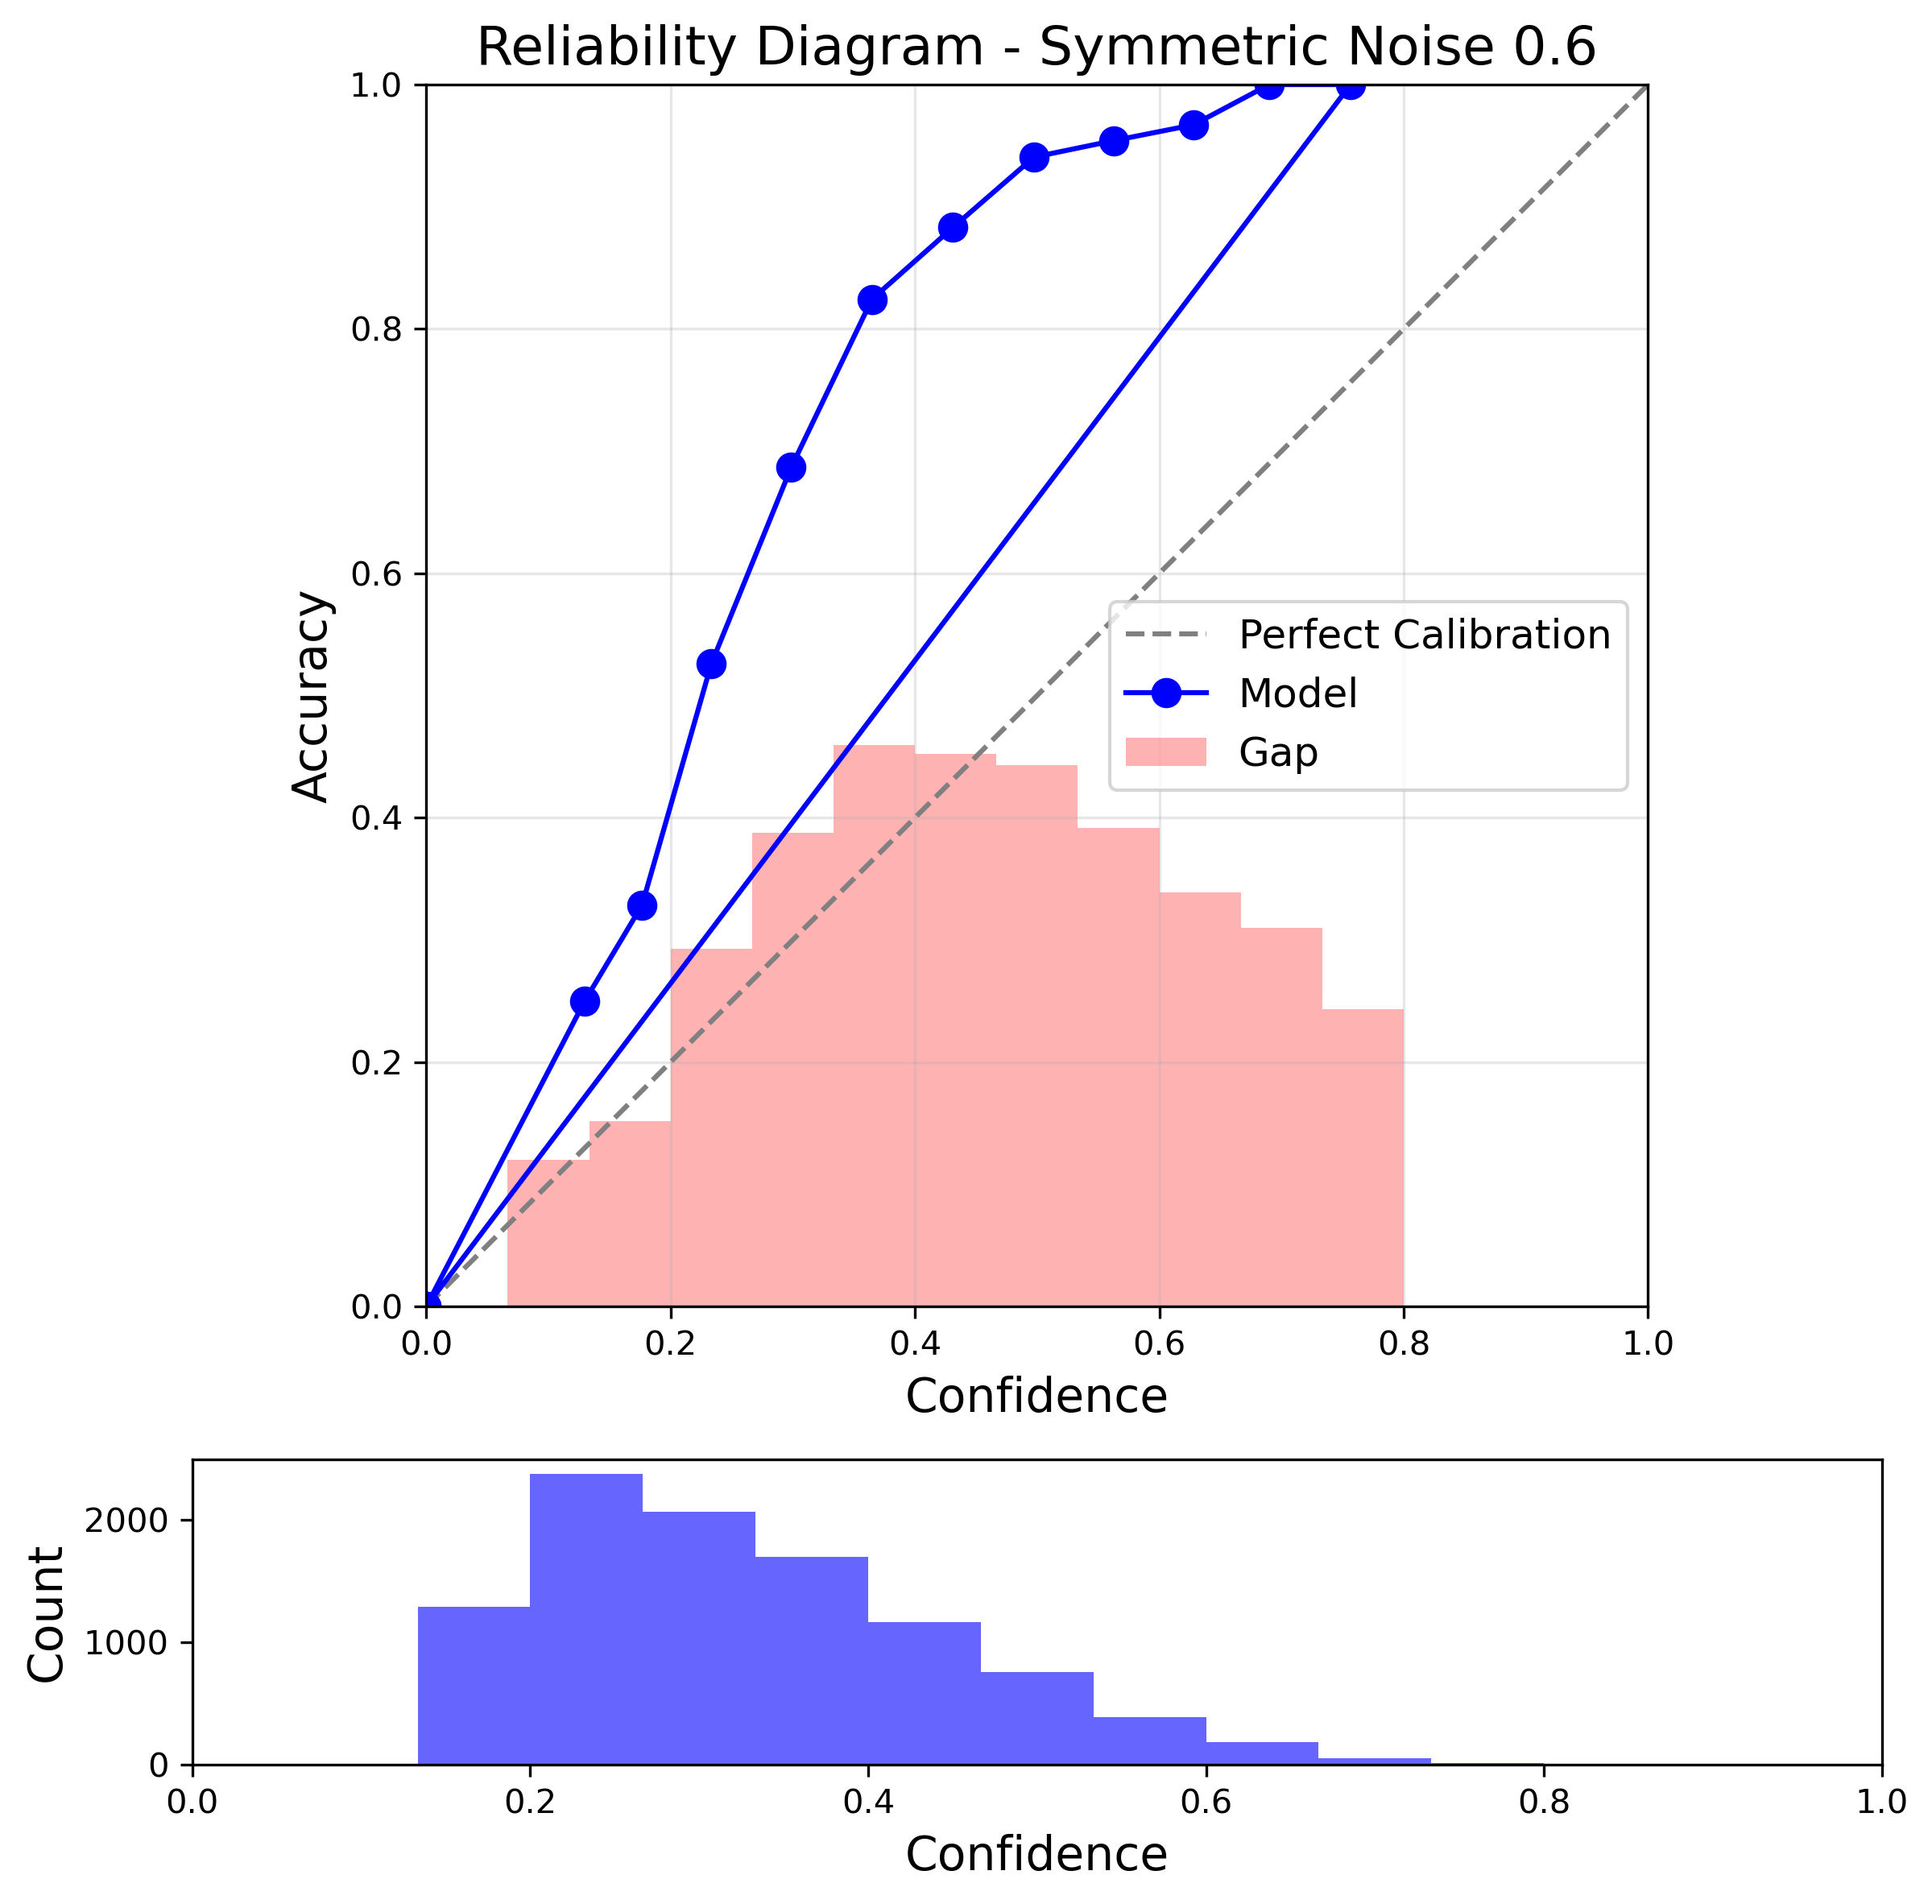 Reliability Diagram - Symmetric Noise 0.6
1.0
0.8
0.6
0.4
0.2
0.0
Accuracy
Perfect Calibration
Model
Gap
0.0 0.2 0.4 0.6 0.8 1.0
Confidence
2000
1000
0
Count
0.0 0.2 0.4 0.6 0.8 1.0
Confidence